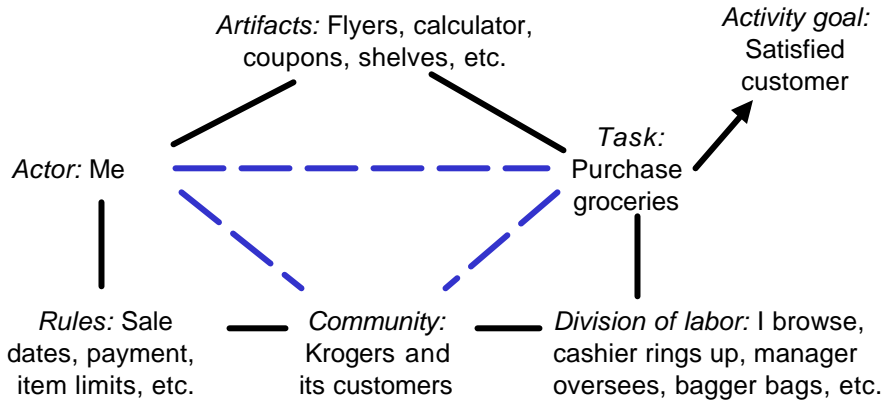 Artifacts: Flyers, calculator,
coupons, shelves, etc.
Activity goal:
Satisfied
customer
Actor: Me
Task:
Purchase
groceries
Rules: Sale
dates, payment,
item limits, etc.
Community:
Krogers and
its customers
Division of labor: I browse,
cashier rings up, manager
oversees, bagger bags, etc.